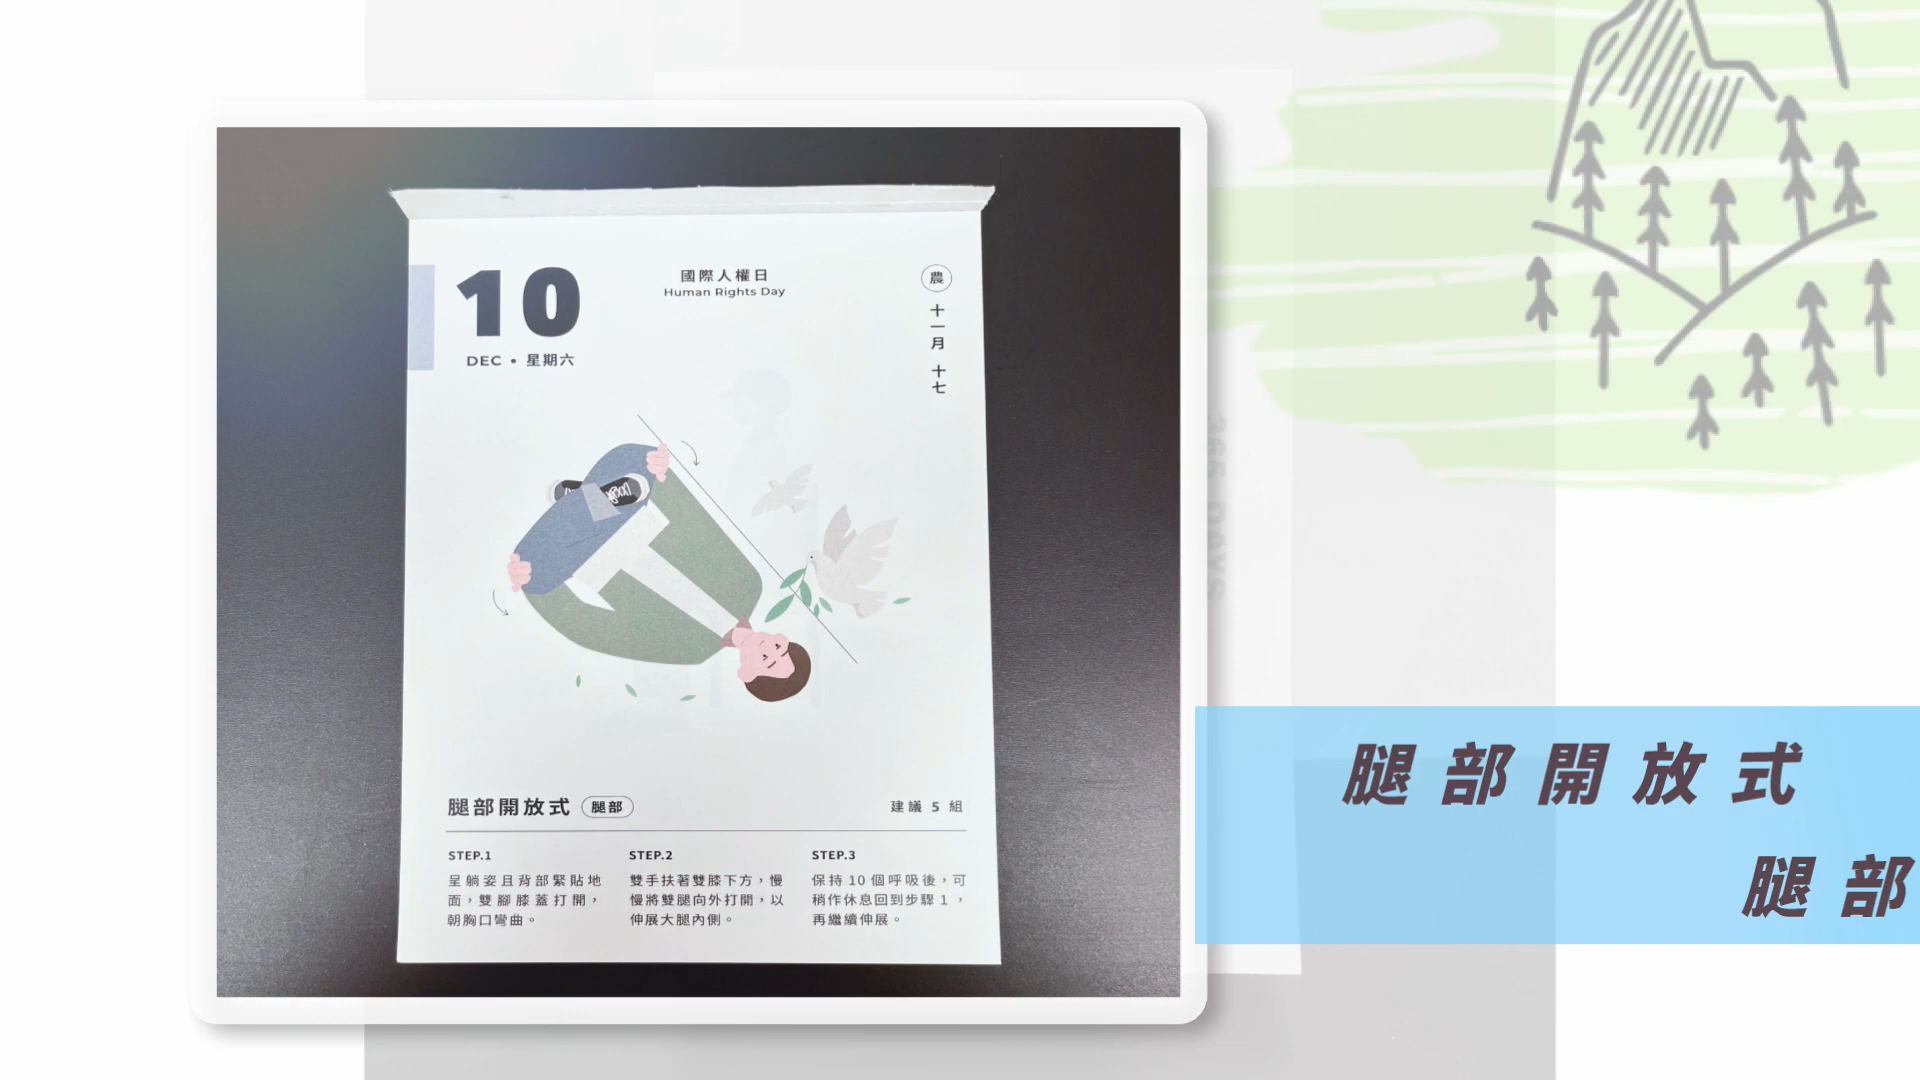 10
DEC • 星期六
國際人權日
Human Rights Day
農
十一月 十七
腿部開放式 腿部
建議 5 組
STEP.1
呈躺姿且背部緊貼地
面，雙腳膝蓋打開，
朝胸口彎曲。
STEP.2
雙手扶著雙膝下方，慢
慢將雙腿向外打開，以
伸展大腿內側。
STEP.3
保持 10 個呼吸後，可
稍作休息回到步驟 1，
再繼續伸展。
365 DAYS
腿部開放式
腿部